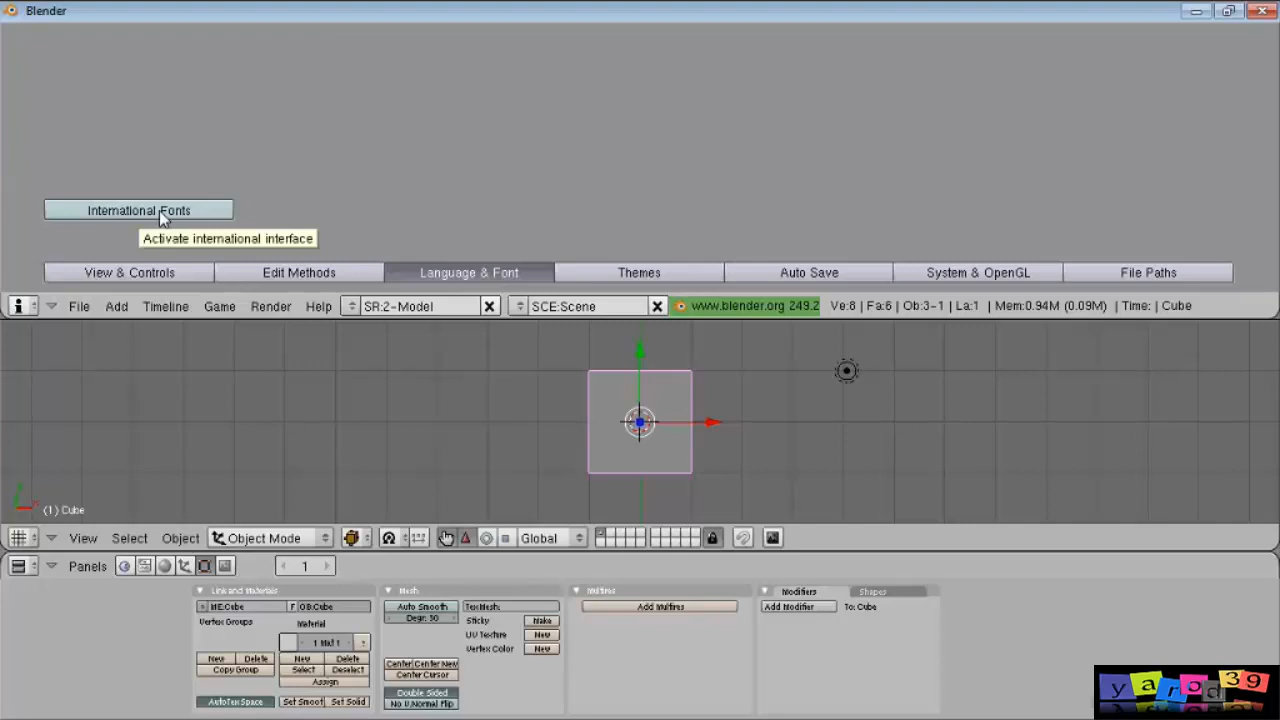 Blender
International Fonts
Activate international interface
View & Controls Edit Methods Language & Font Themes Auto Save System & OpenGL File Paths
File Add Timeline Game Render Help SR:2-Model SCE:Scene www.blender.org 249.2 Ve:8 | Fa:6 | Ob:3-1 | La:1 | Mem:0.94M (0.09M) | Time: | Cube
(1) Cube
View Select Object Object Mode Global
Panels 1
Link and Materials Mesh Multires Modifiers Shapes
ME:Cube F OB:Cube Auto Smooth TexMesh: Add Multires Add Modifier To: Cube
Degr: 30
Vertex Groups Material Sticky Make
UV Texture New
1 Mat 1 ? Vertex Color New
New Delete New Delete Center Center New
Copy Group Select Deselect Center Cursor
Assign
Double Sided
AutoTexSpace Set Smoot Set Solid No V.Normal Flip
yarod39